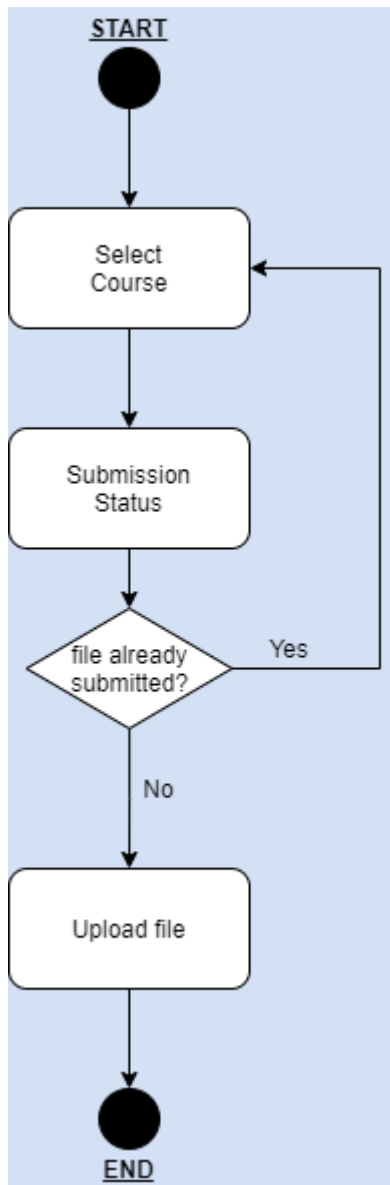 START
Select
Course
Submission
Status
file already
submitted?
Yes
No
Upload file
END